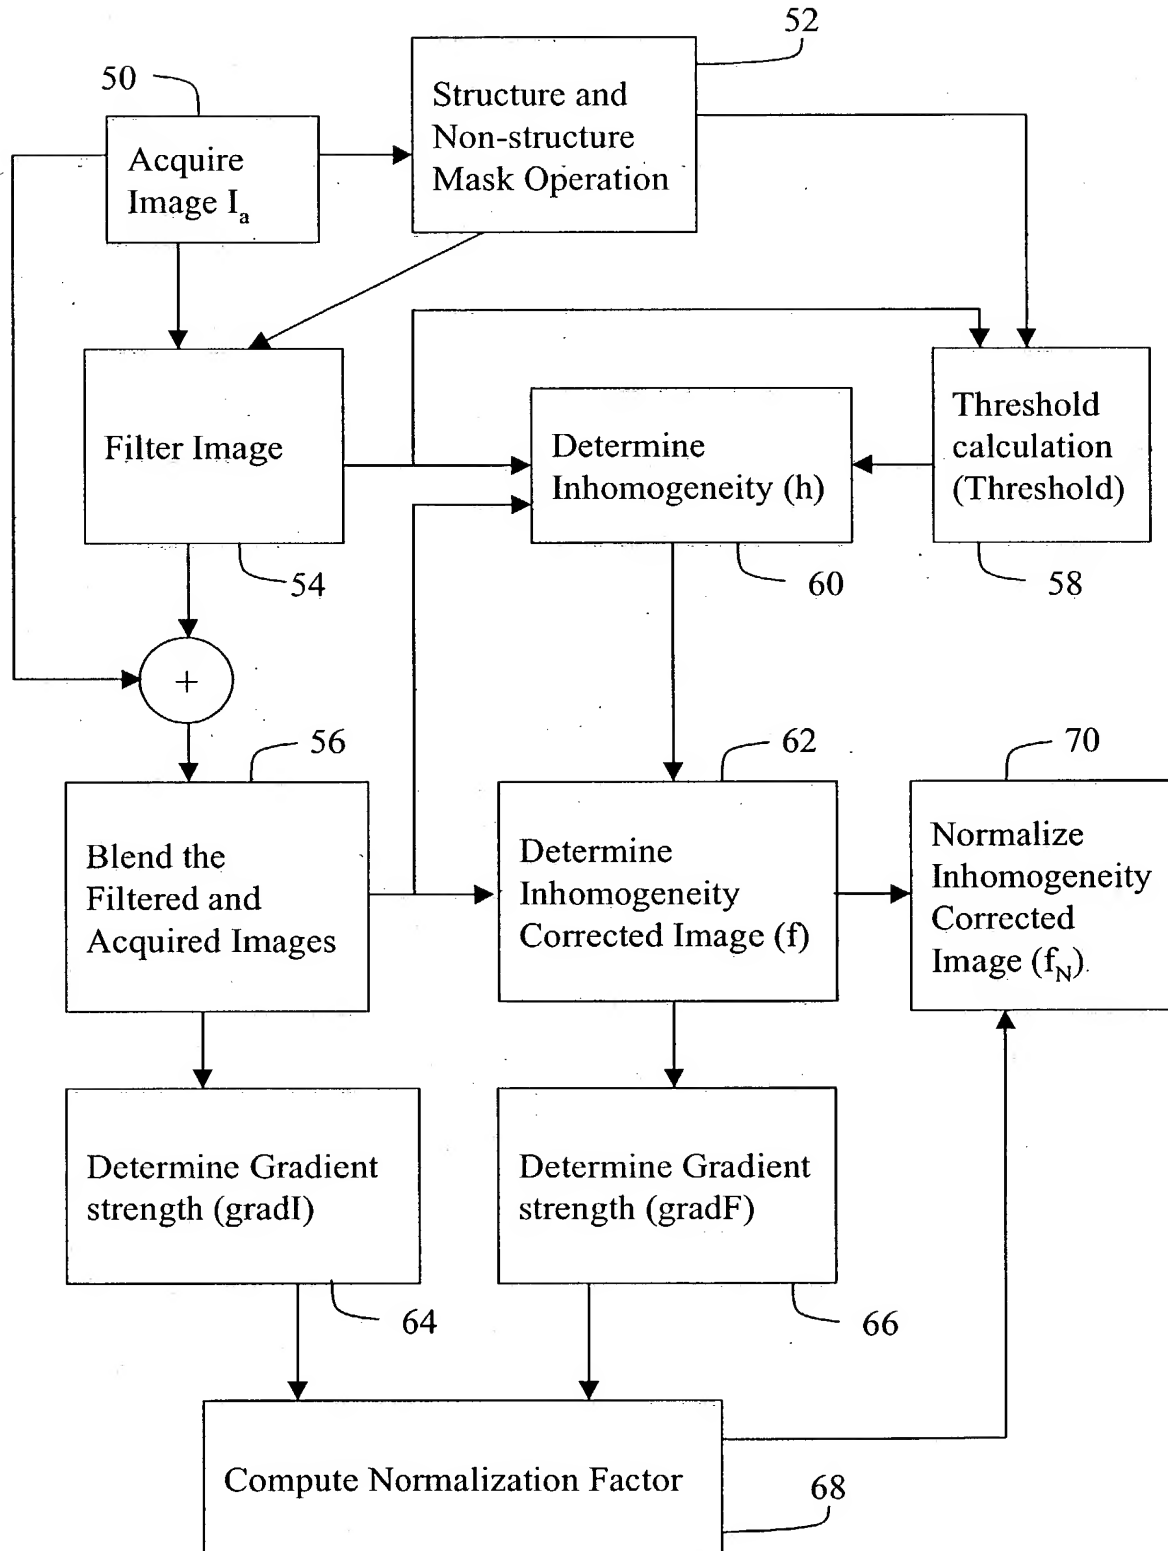 52
50
Structure and
Non-structure
Mask Operation
Acquire
Image Iₐ
Filter Image
Determine
Inhomogeneity (h)
Threshold
calculation
(Threshold)
54
60
58
+
56
62
70
Blend the
Filtered and
Acquired Images
Determine
Inhomogeneity
Corrected Image (f)
Normalize
Inhomogeneity
Corrected
Image (f_N).
Determine Gradient
strength (gradI)
Determine Gradient
strength (gradF)
64
66
Compute Normalization Factor
68